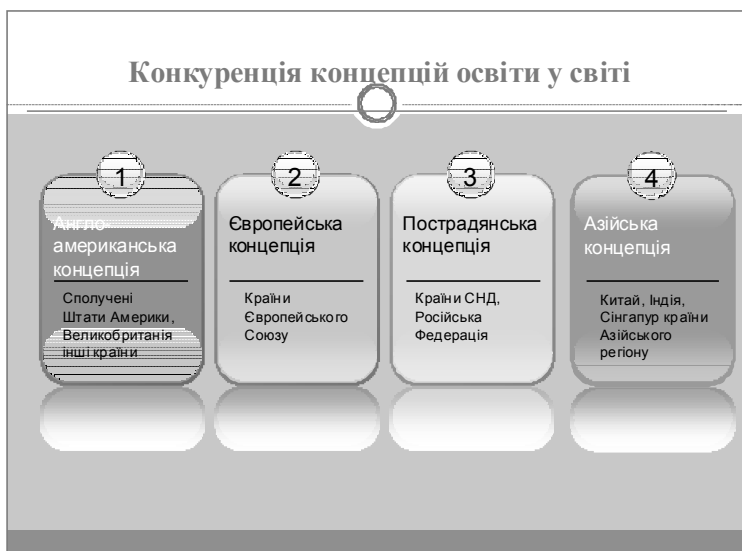 Конкуренція концепцій освіти у світі
1
Англо-
американська
концепція
Сполучені
Штати Америки,
Великобританія
інші країни
2
Європейська
концепція
Країни
Європейського
Союзу
3
Пострадянська
концепція
Країни СНД,
Російська
Федерація
4
Азійська
концепція
Китай, Індія,
Сінгапур країни
Азійського
регіону